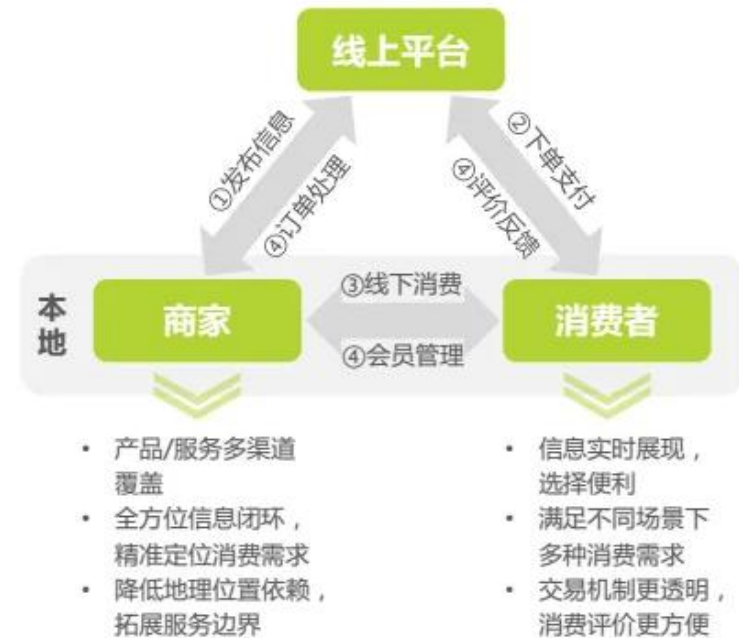 线上平台
①发布信息
④订单处理
②下单支付
④评价反馈
本地
商家
③线下消费
④会员管理
消费者
• 产品/服务多渠道
覆盖
• 全方位信息闭环，
精准定位消费需求
• 降低地理位置依赖，
拓展服务边界
• 信息实时展现，
选择便利
• 满足不同场景下
多种消费需求
• 交易机制更透明，
消费评价更方便